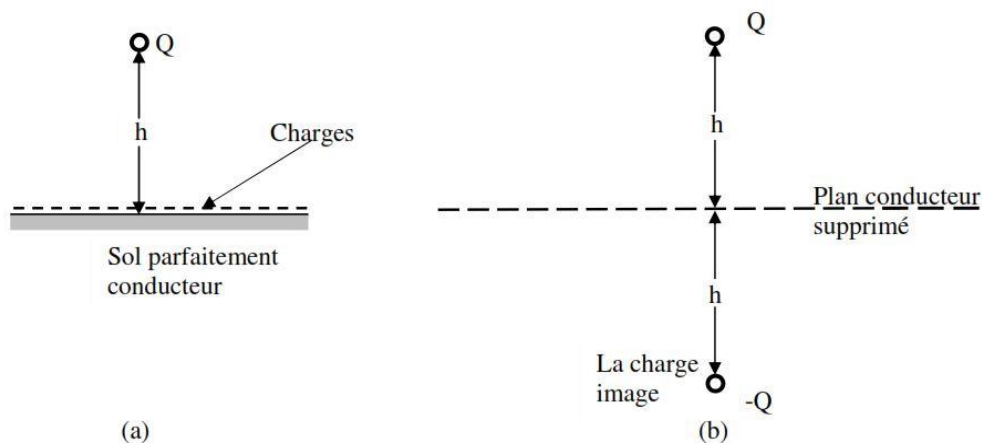 Q
h
Charges
Sol parfaitement
conducteur
(a)
Q
h
Plan conducteur
supprimé
h
La charge
image
-Q
(b)